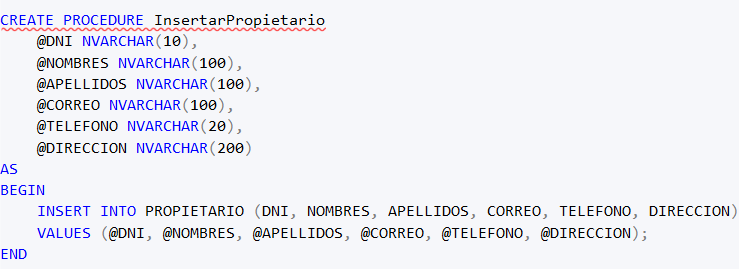 CREATE PROCEDURE InsertarPropietario
    @DNI NVARCHAR(10),
    @NOMBRES NVARCHAR(100),
    @APELLIDOS NVARCHAR(100),
    @CORREO NVARCHAR(100),
    @TELEFONO NVARCHAR(20),
    @DIRECCION NVARCHAR(200)
AS
BEGIN
    INSERT INTO PROPIETARIO (DNI, NOMBRES, APELLIDOS, CORREO, TELEFONO, DIRECCION)
    VALUES (@DNI, @NOMBRES, @APELLIDOS, @CORREO, @TELEFONO, @DIRECCION);
END